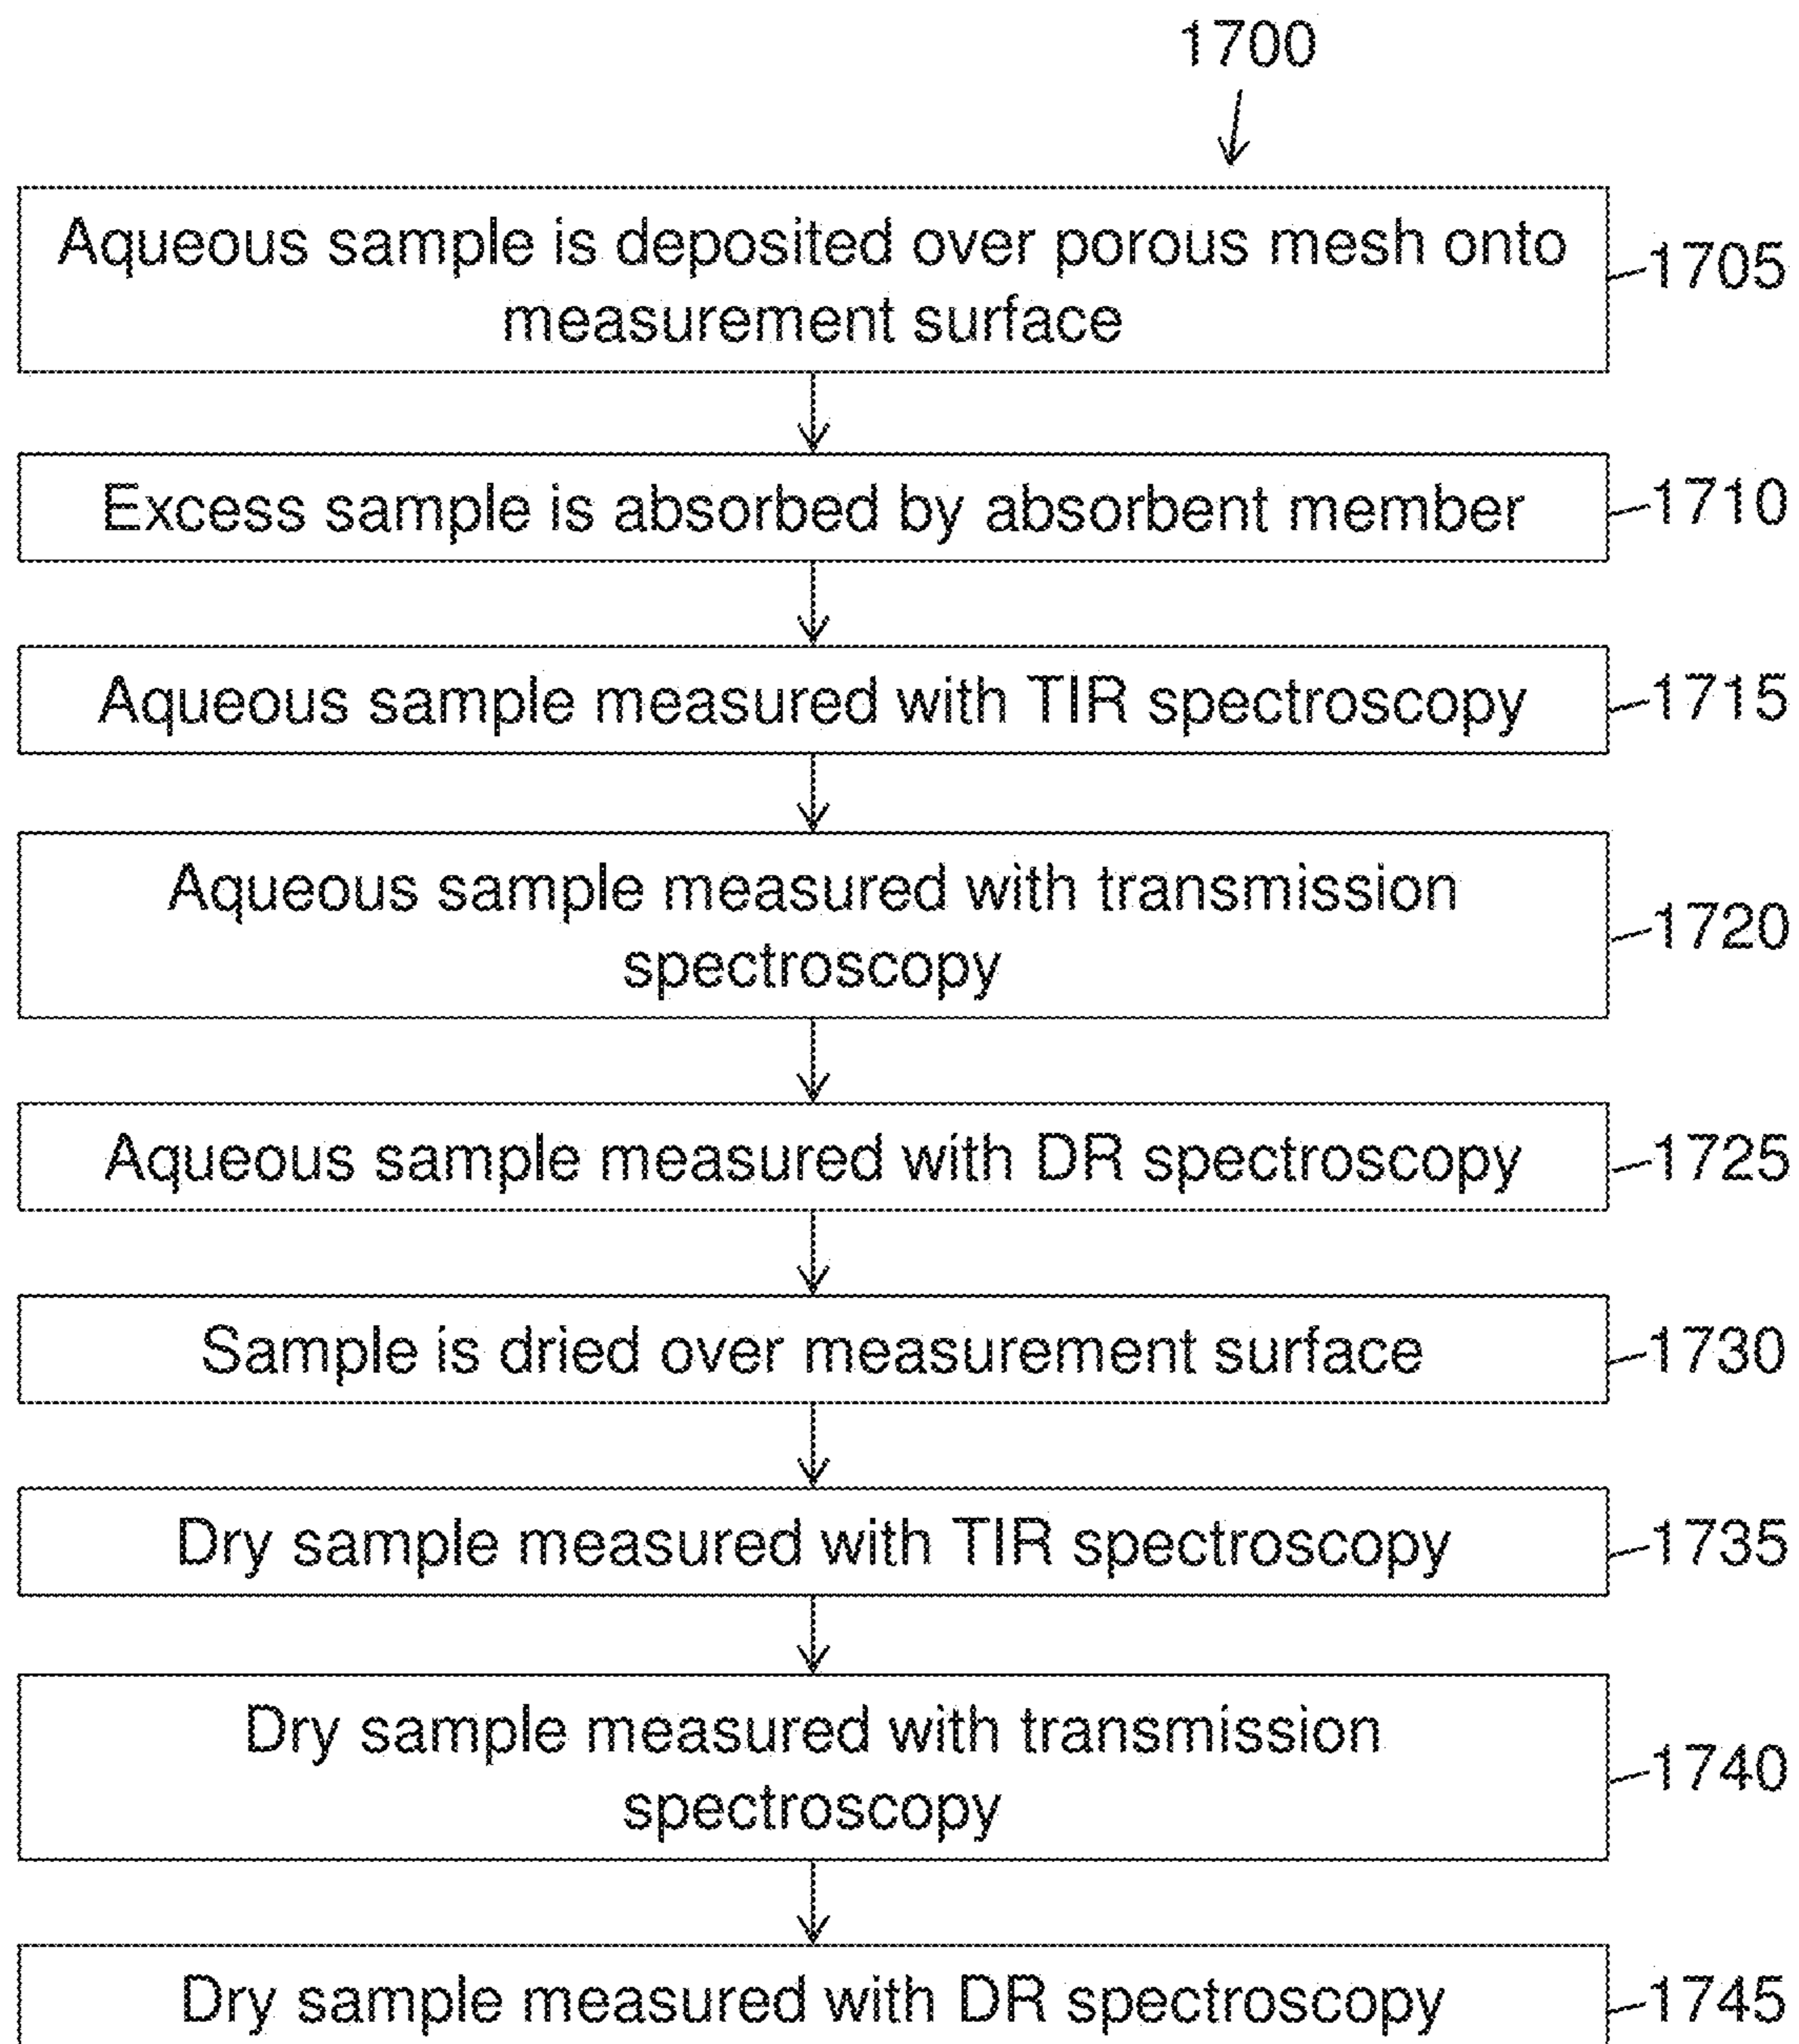 1700
Aqueous sample is deposited over porous mesh onto
measurement surface
1705
Excess sample is absorbed by absorbent member
1710
Aqueous sample measured with TIR spectroscopy
1715
Aqueous sample measured with transmission
spectroscopy
1720
Aqueous sample measured with DR spectroscopy
1725
Sample is dried over measurement surface
1730
Dry sample measured with TIR spectroscopy
1735
Dry sample measured with transmission
spectroscopy
1740
Dry sample measured with DR spectroscopy
1745